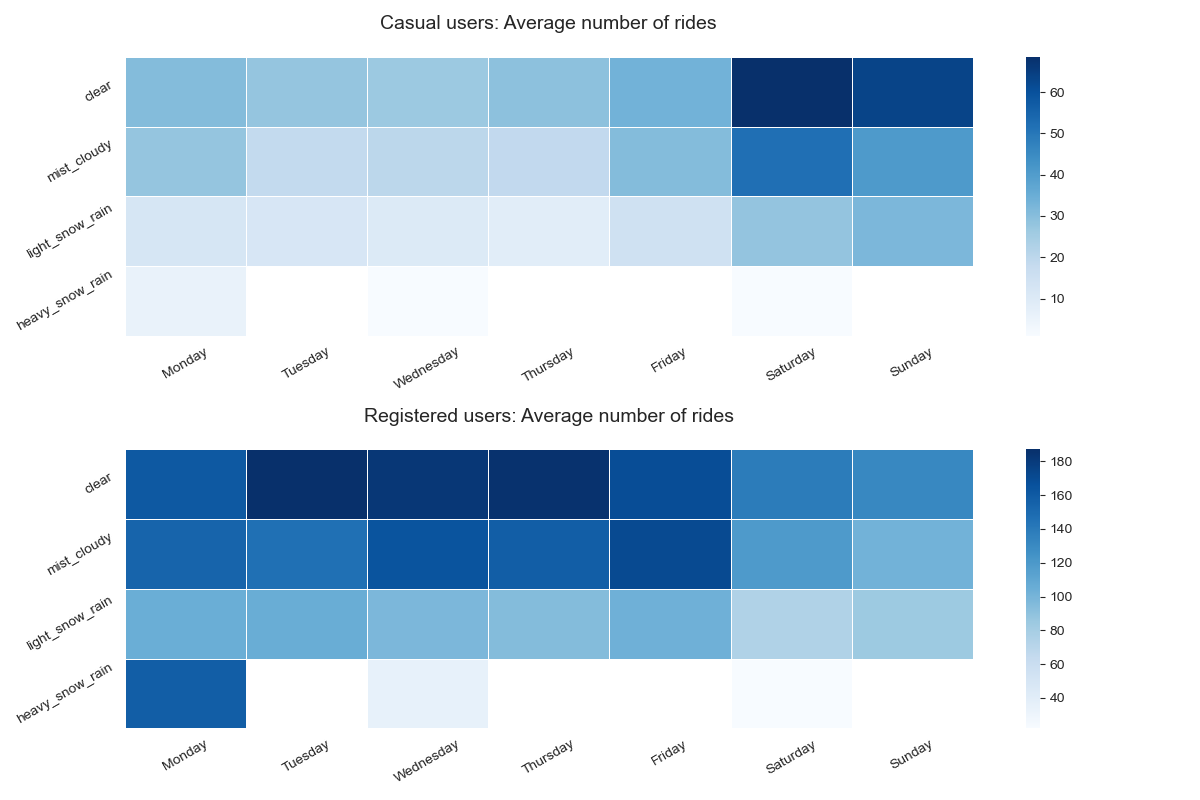 Casual users: Average number of rides
clear
mist_cloudy
light_snow_rain
heavy_snow_rain
Monday Tuesday Wednesday Thursday Friday Saturday Sunday
60
50
40
30
20
10
Registered users: Average number of rides
clear
mist_cloudy
light_snow_rain
heavy_snow_rain
Monday Tuesday Wednesday Thursday Friday Saturday Sunday
180
160
140
120
100
80
60
40